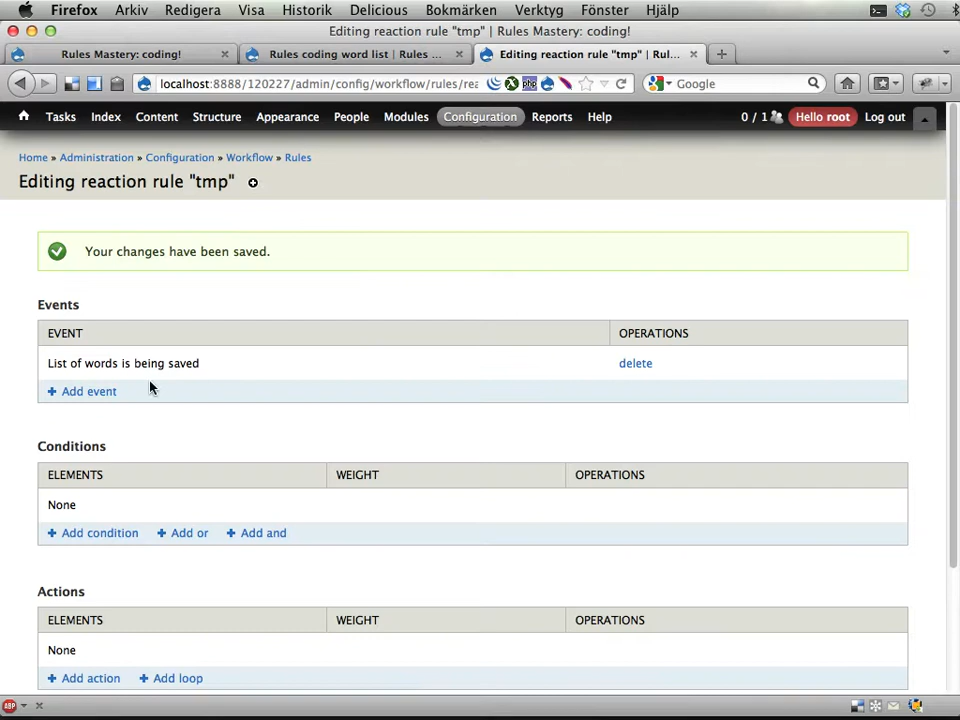 Firefox Arkiv Redigera Visa Historik Delicious Bokmärken Verktyg Fönster Hjälp
Editing reaction rule "tmp" | Rules Mastery: coding!
Rules Mastery: coding! Rules coding word list | Rules ... Editing reaction rule "tmp" | Rul...
localhost:8888/120227/admin/config/workflow/rules/rea php Google
Tasks Index Content Structure Appearance People Modules Configuration Reports Help 0 / 1 Hello root Log out
Home » Administration » Configuration » Workflow » Rules
Editing reaction rule "tmp"
Your changes have been saved.
Events
EVENT OPERATIONS
List of words is being saved delete
Add event
Conditions
ELEMENTS WEIGHT OPERATIONS
None
Add condition Add or Add and
Actions
ELEMENTS WEIGHT OPERATIONS
None
Add action Add loop
ABP